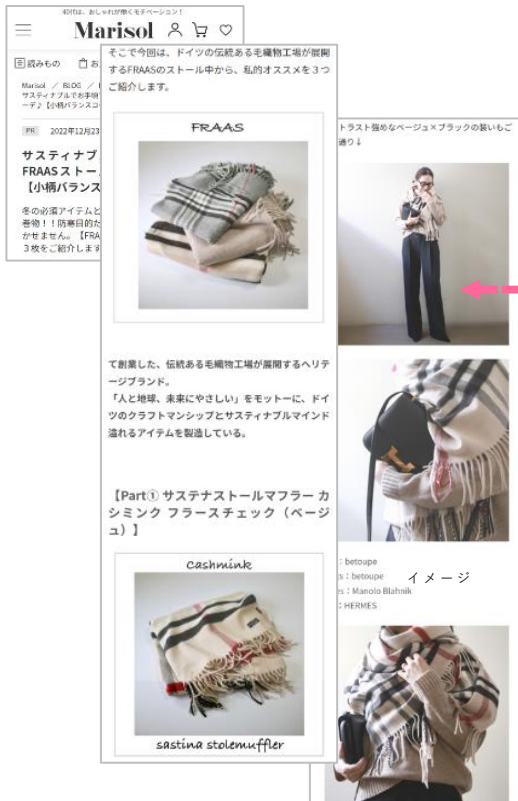 40代は、おしゃれが働くモチベーション！
Marisol
読みもの
Marisol ／ BLOG ／
サスティナブルでお手頃
ーデ♪【小柄バランスコ
PR 2022年12月23
サスティナブ
FRAASストー
【小柄バランス
冬の必須アイテムと
巻物！！防寒目的だ
かせません。【FRA
３枚をご紹介します
そこで今回は、ドイツの伝統ある毛織物工場が展開
するFRAASのストール中から、私的オススメを３つ
ご紹介します。
FRAAS
て創業した、伝統ある毛織物工場が展開するヘリテ
ージブランド。
「人と地球、未来にやさしい」をモットーに、ドイ
ツのクラフトマンシップとサスティナブルマインド
溢れるアイテムを製造している。
【Part① サステナストールマフラー カ
シミンク フラースチェック（ベージ
ュ）】
Cashmink
sastina stolemuffler
トラスト強めなベージュ×ブラックの装いもご
通り↓
：betoupe
s：betoupe
es：Manolo Blahnik
：HERMES
イメージ